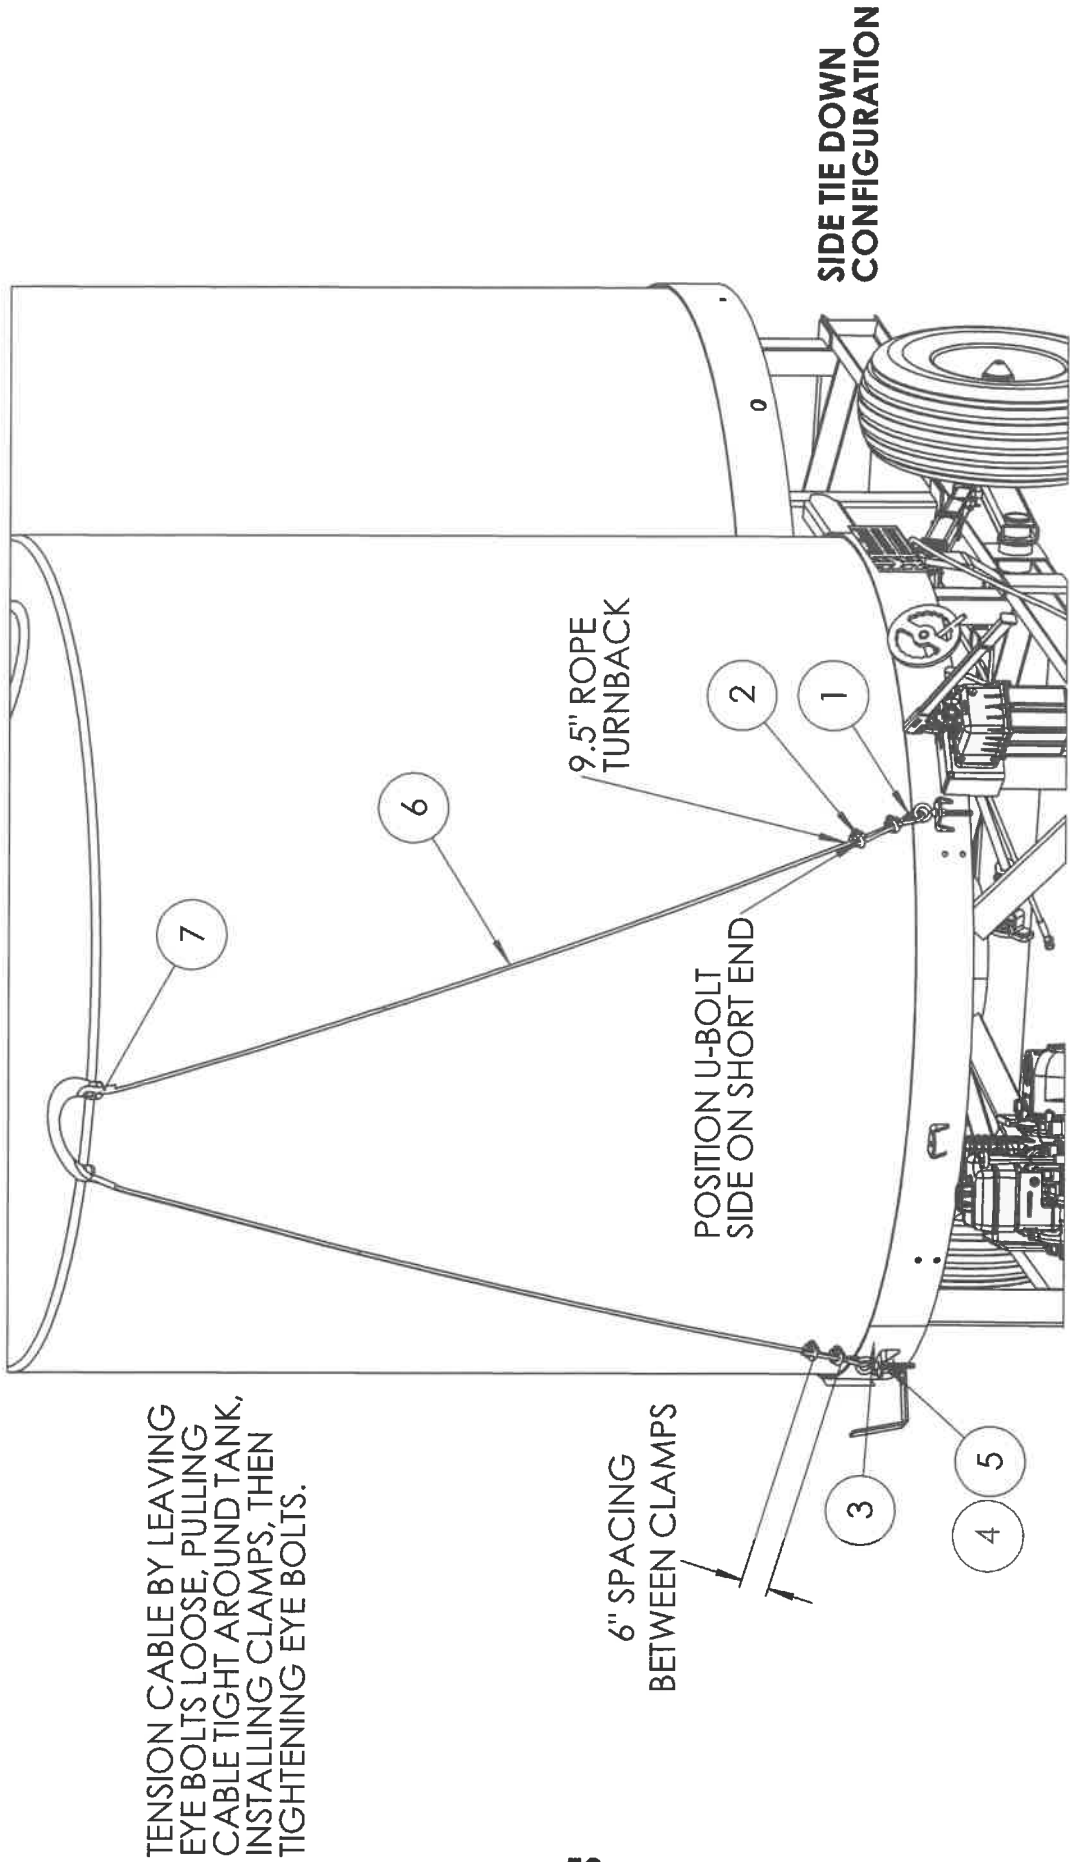 TENSION CABLE BY LEAVING
EYE BOLTS LOOSE, PULLING
CABLE TIGHT AROUND TANK,
INSTALLING CLAMPS, THEN
TIGHTENING EYE BOLTS.
7
6
6" SPACING
BETWEEN CLAMPS
POSITION U-BOLT
SIDE ON SHORT END
9.5" ROPE
TURNBACK
2
1
3
4
5
SIDE TIE DOWN
CONFIGURATION